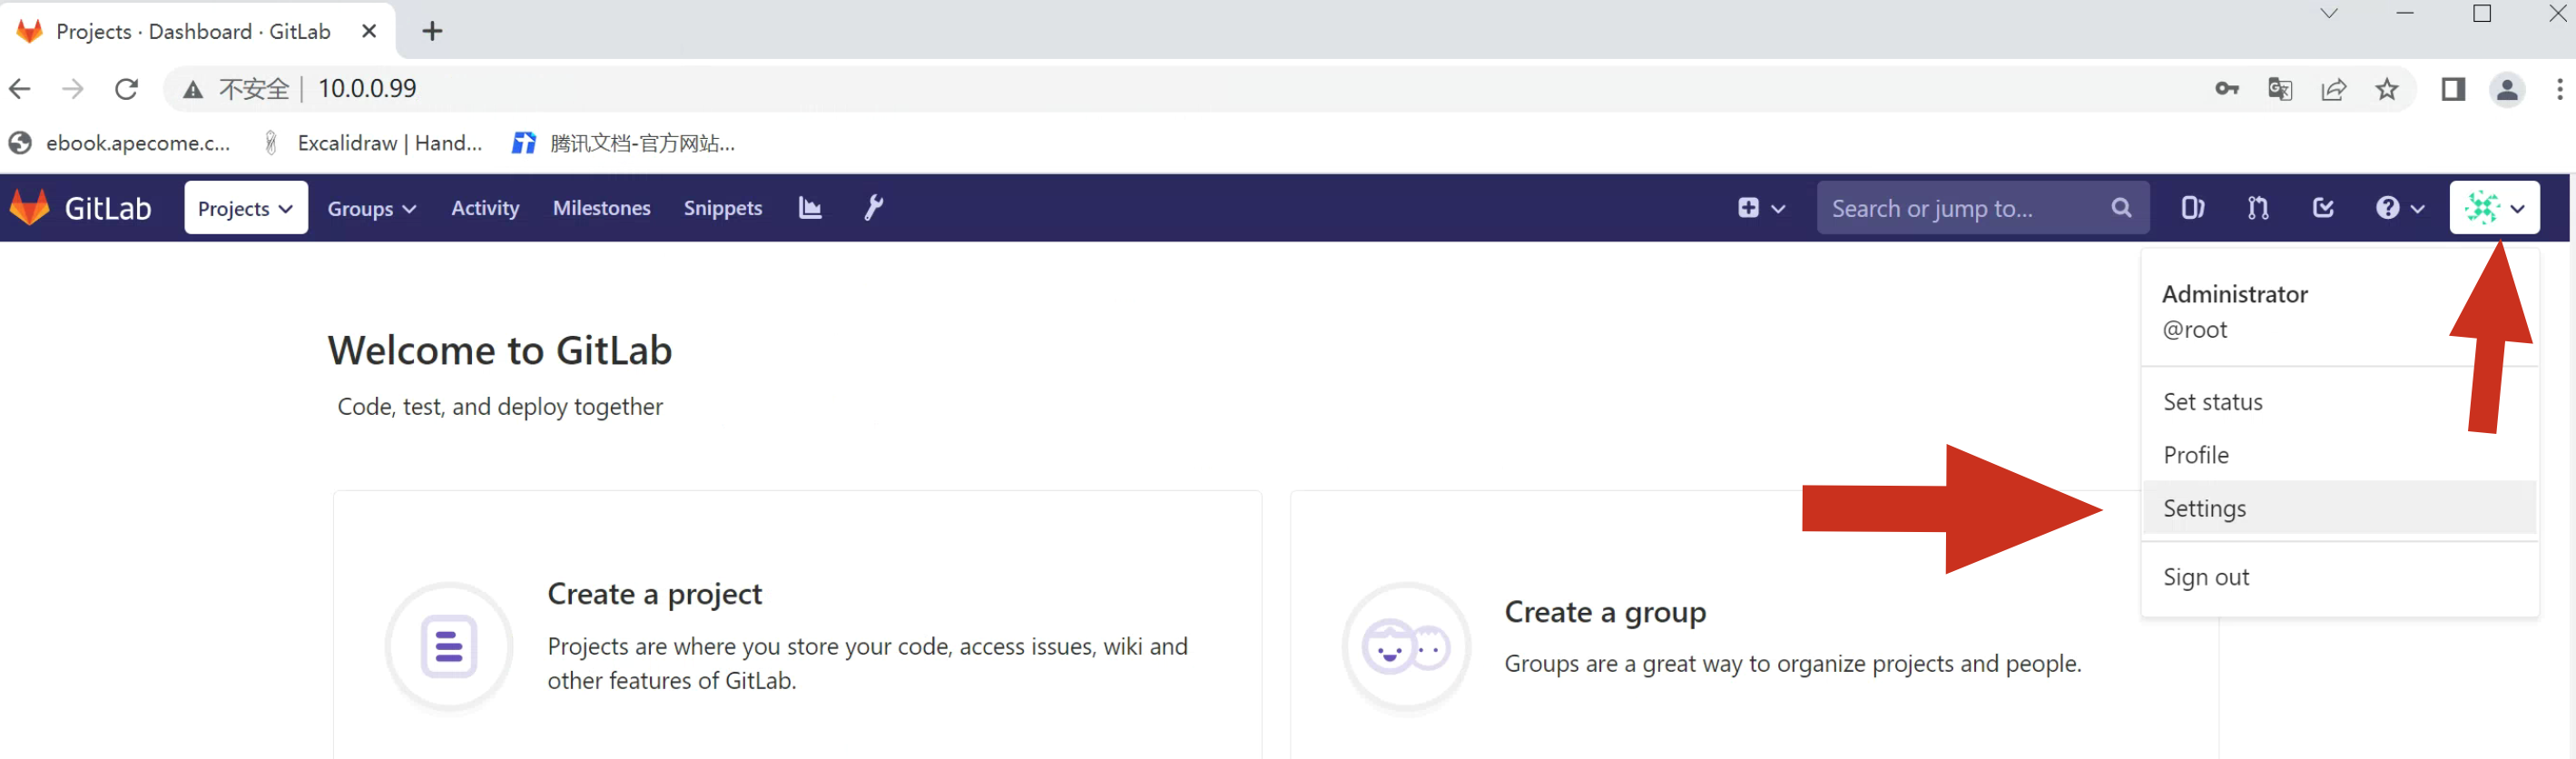 Projects · Dashboard · GitLab
不安全 | 10.0.0.99
ebook.apecome.c...
Excalidraw | Hand...
腾讯文档-官方网站...
GitLab
Projects
Groups
Activity
Milestones
Snippets
Search or jump to...
Administrator
@root
Set status
Profile
Settings
Sign out
Welcome to GitLab
Code, test, and deploy together
Create a project
Projects are where you store your code, access issues, wiki and
other features of GitLab.
Create a group
Groups are a great way to organize projects and people.